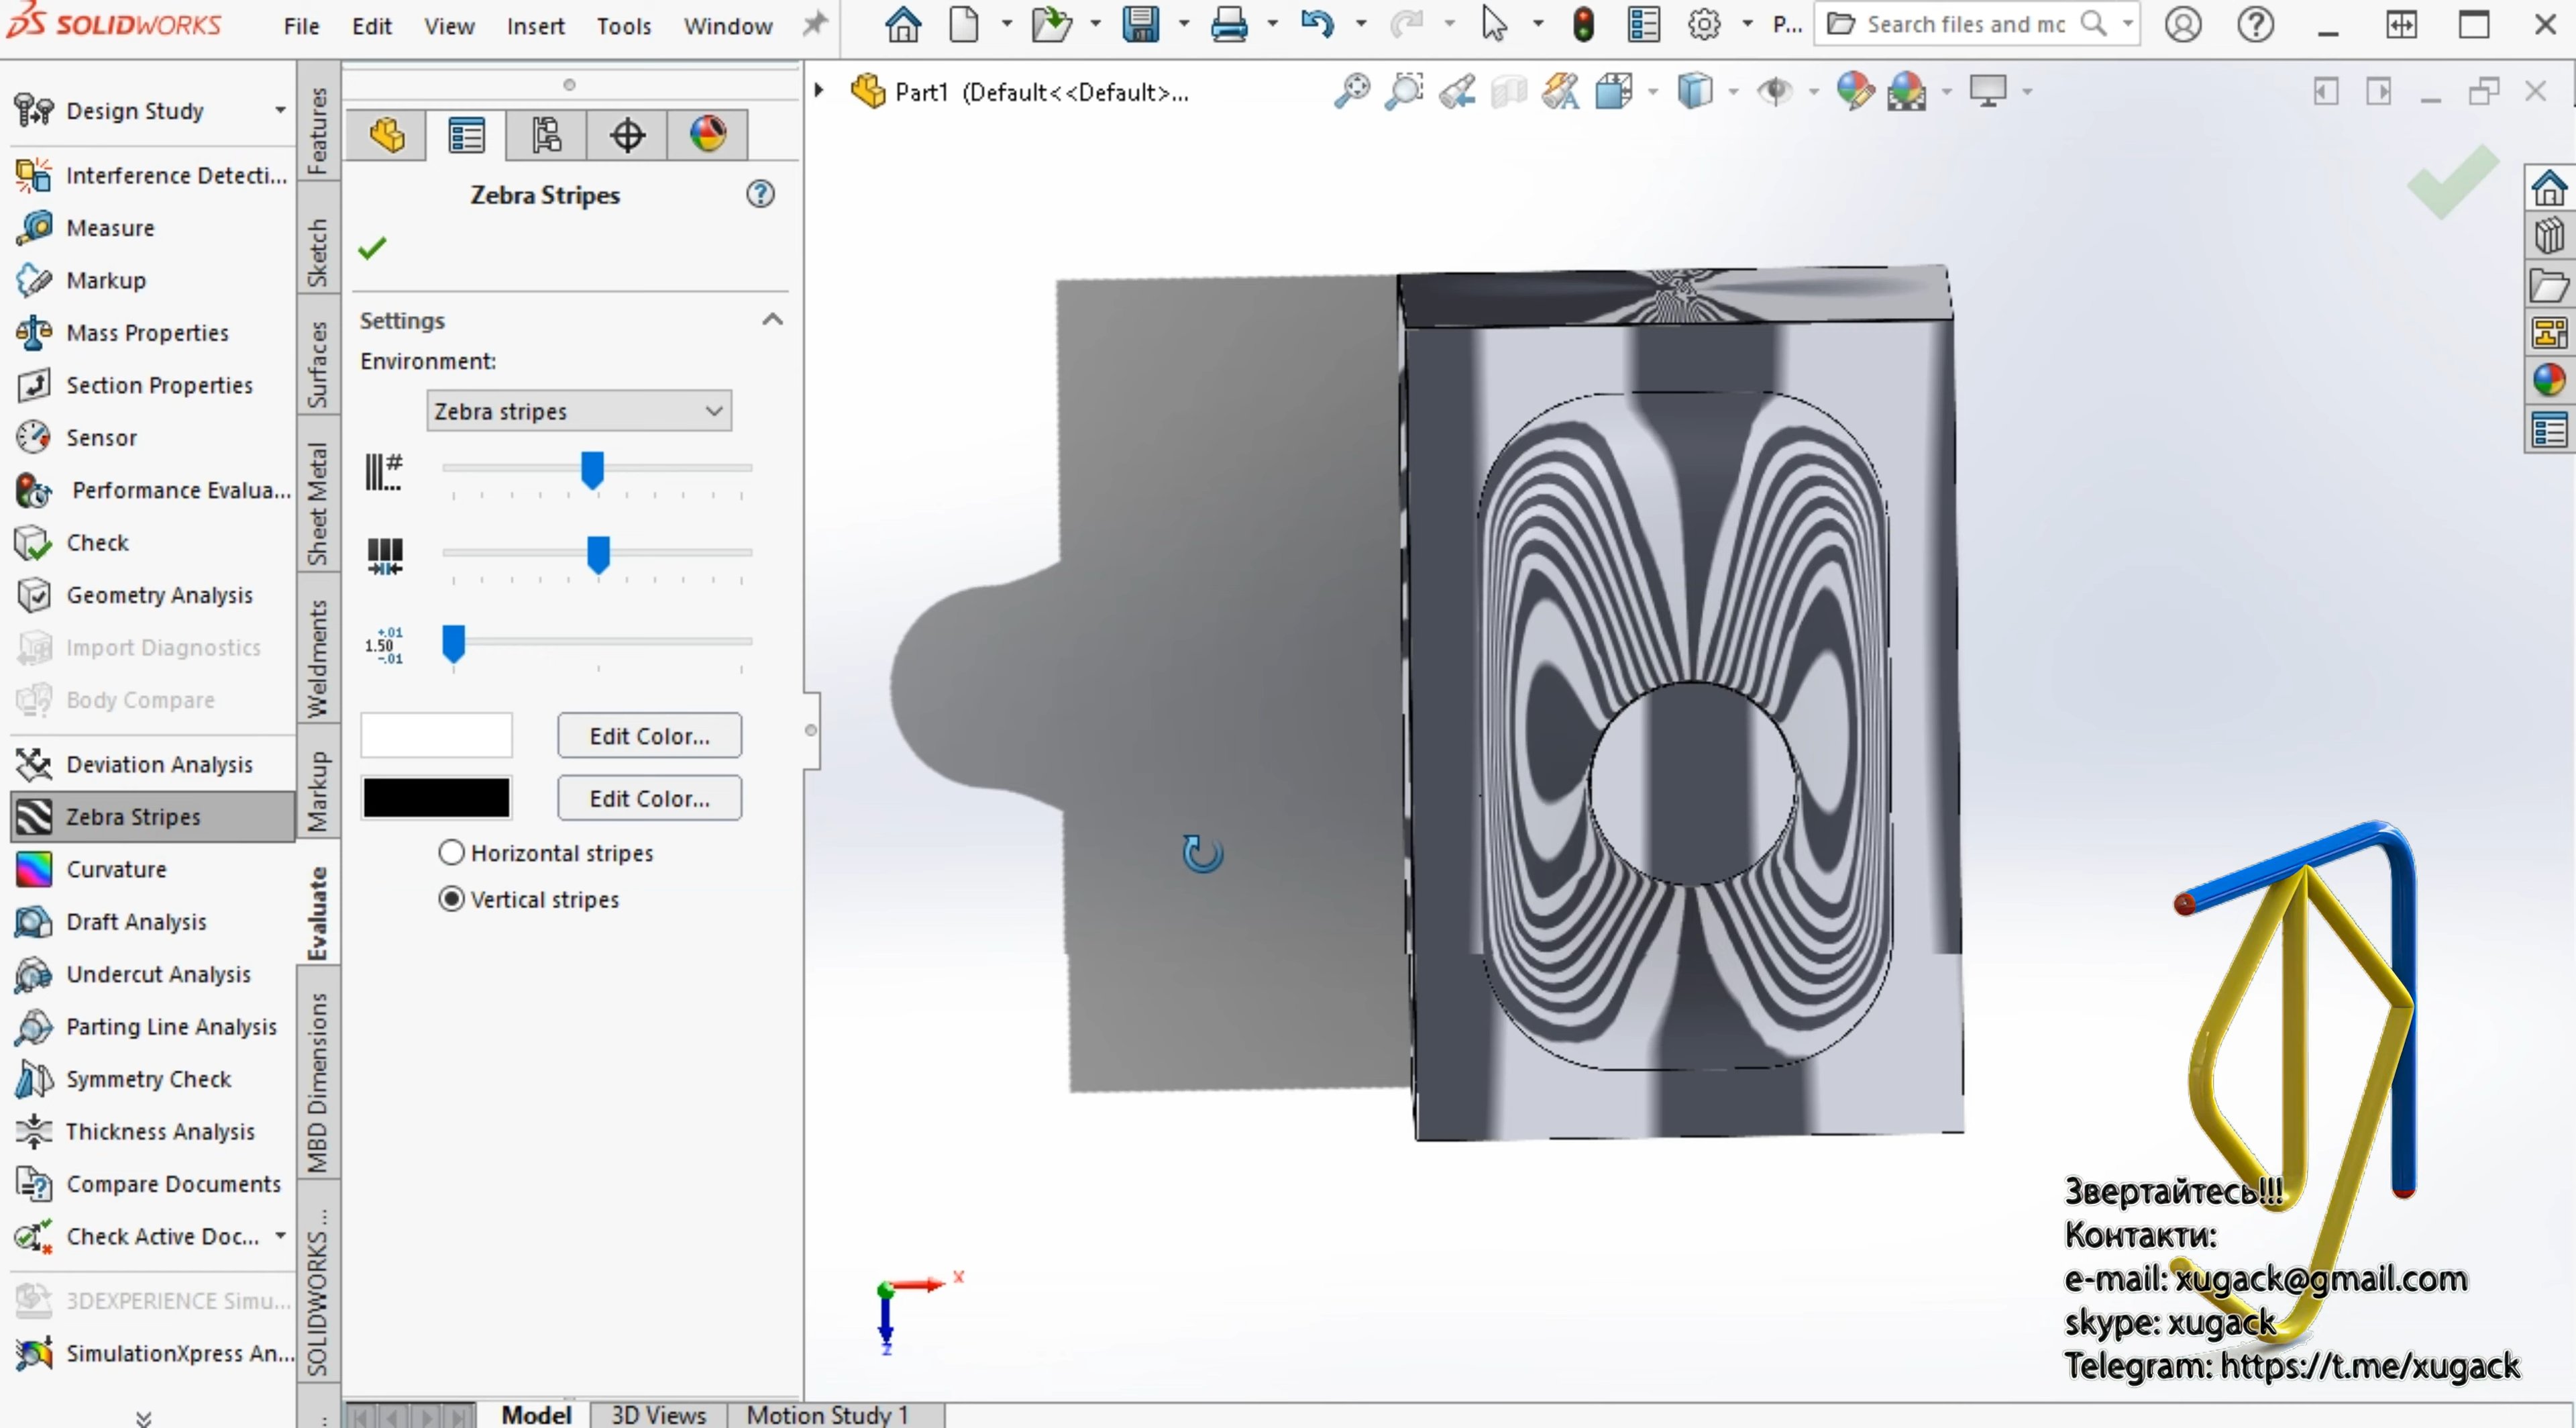 SOLIDWORKS
File Edit View Insert Tools Window
P...
Search files and mc
Design Study
Interference Detecti...
Measure
Markup
Mass Properties
Section Properties
Sensor
Performance Evalua...
Check
Geometry Analysis
Import Diagnostics
Body Compare
Deviation Analysis
Zebra Stripes
Curvature
Draft Analysis
Undercut Analysis
Parting Line Analysis
Symmetry Check
Thickness Analysis
Compare Documents
Check Active Doc...
3DEXPERIENCE Simu...
SimulationXpress An...
Features
Sketch
Surfaces
Sheet Metal
Weldments
Markup
Evaluate
MBD Dimensions
SOLIDWORKS ...
...
Zebra Stripes
Settings
Environment:
Zebra stripes
#
+.01
1.50
-.01
Edit Color...
Edit Color...
Horizontal stripes
Vertical stripes
Part1 (Default<<Default>...
x
z
Звертайтесь!!!
Контакти:
e-mail: xugack@gmail.com
skype: xugack
Telegram: https://t.me/xugack
Model 3D Views Motion Study 1